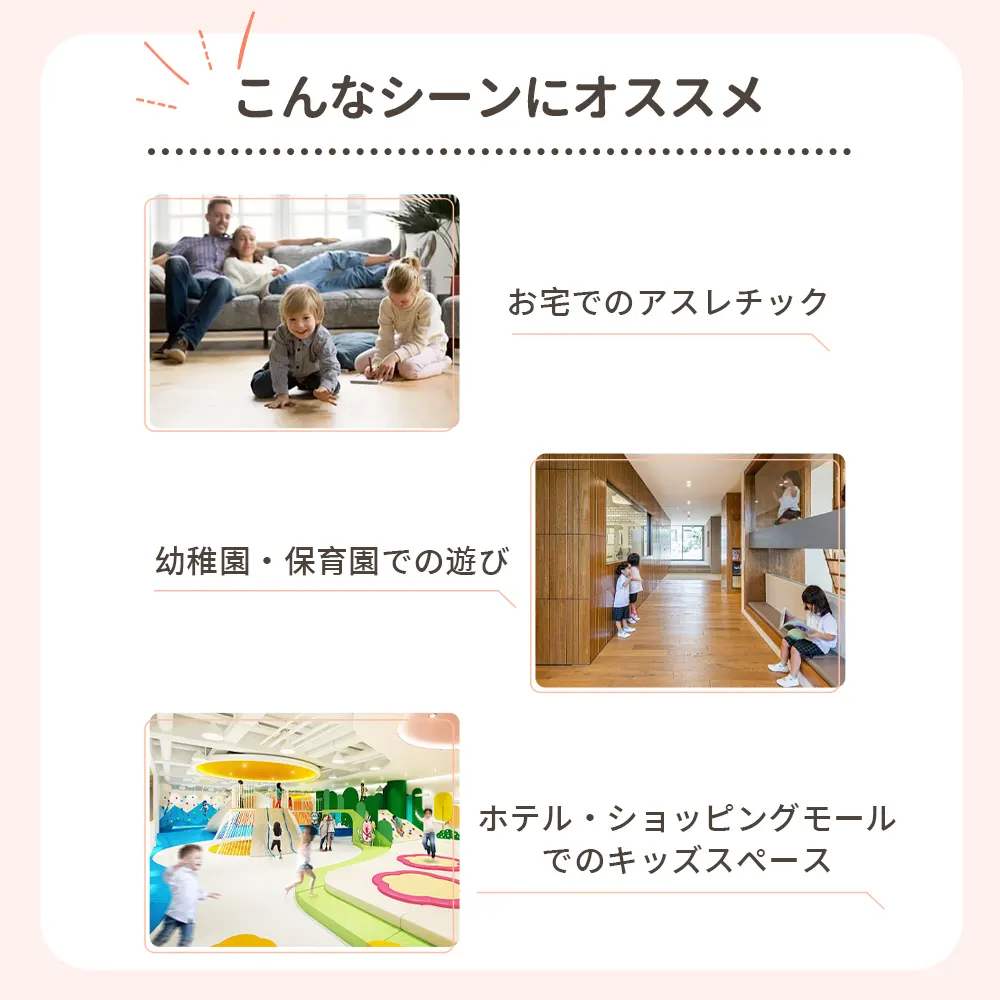 こんなシーンにオススメ
お宅でのアスレチック
幼稚園・保育園での遊び
ホテル・ショッピングモール
でのキッズスペース